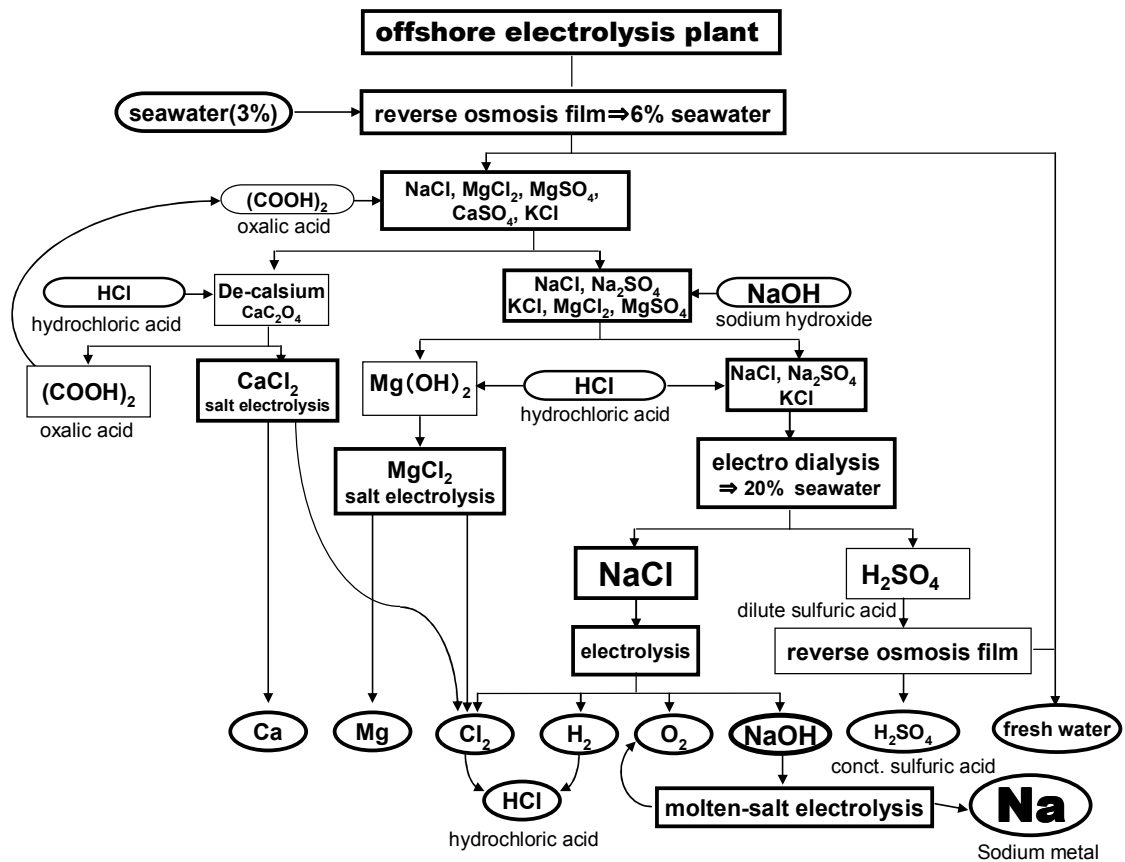 offshore electrolysis plant
seawater(3%)
reverse osmosis film⇒6% seawater
(COOH)₂
oxalic acid
NaCl, MgCl₂, MgSO₄,
CaSO₄, KCl
HCl
hydrochloric acid
De-calsium
CaC₂O₄
NaCl, Na₂SO₄
KCl, MgCl₂, MgSO₄
NaOH
sodium hydroxide
(COOH)₂
oxalic acid
CaCl₂
salt electrolysis
Mg(OH)₂
HCl
hydrochloric acid
NaCl, Na₂SO₄
KCl
MgCl₂
salt electrolysis
electro dialysis
⇒ 20% seawater
NaCl
H₂SO₄
dilute sulfuric acid
electrolysis
reverse osmosis film
Ca
Mg
Cl₂
H₂
O₂
NaOH
H₂SO₄
conct. sulfuric acid
fresh water
HCl
hydrochloric acid
molten-salt electrolysis
Na
Sodium metal